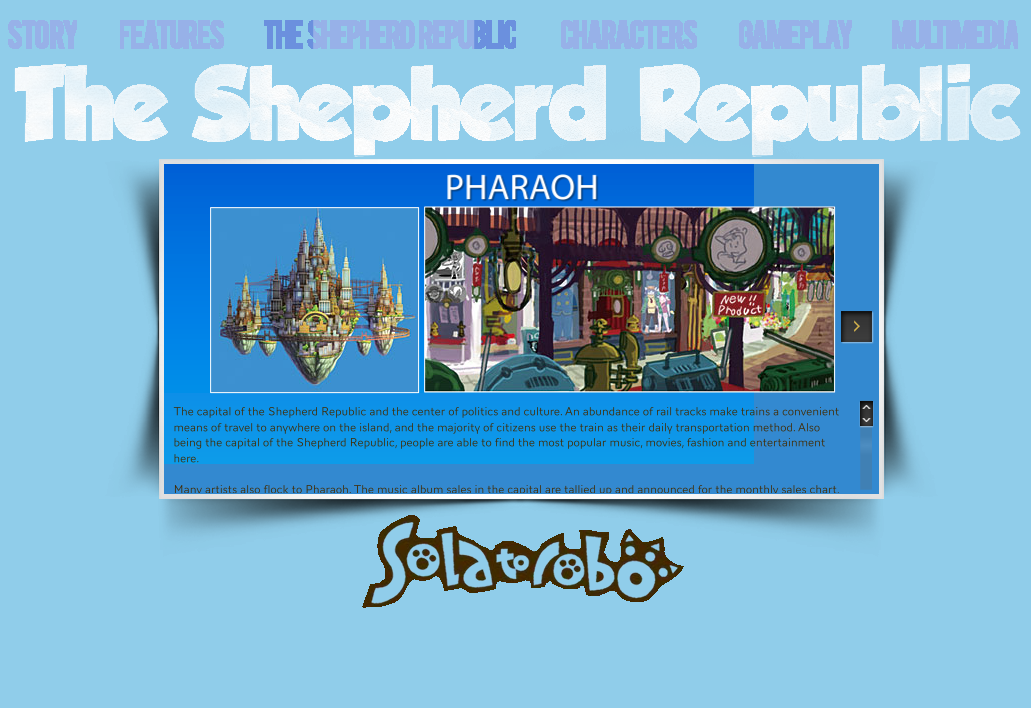 STORY FEATURES THE SHEPHERD REPUBLIC CHARACTERS GAMEPLAY MULTIMEDIA
The Shepherd Republic
PHARAOH
New!!
Product
The capital of the Shepherd Republic and the center of politics and culture. An abundance of rail tracks make trains a convenient
means of travel to anywhere on the island, and the majority of citizens use the train as their daily transportation method. Also
being the capital of the Shepherd Republic, people are able to find the most popular music, movies, fashion and entertainment
here.
Many artists also flock to Pharaoh. The music album sales in the capital are tallied up and announced for the monthly sales chart.
Solatorobo